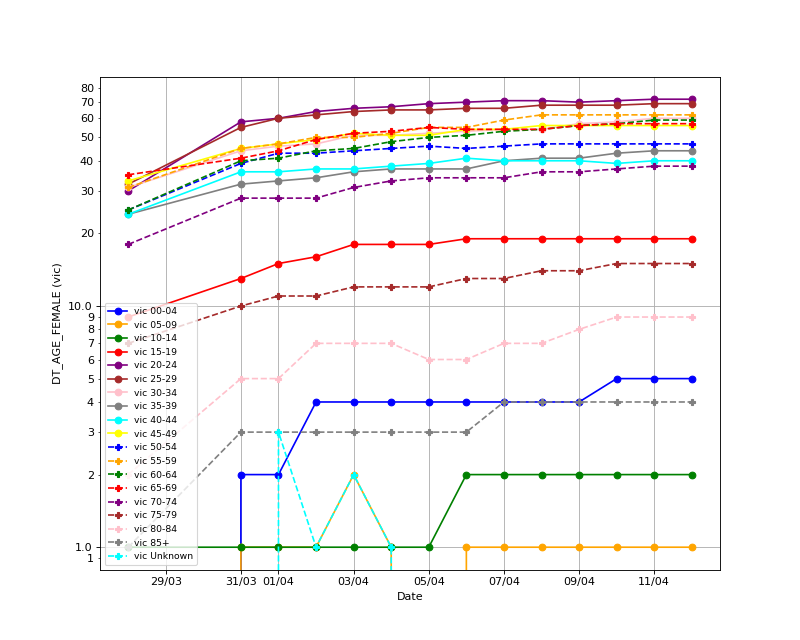 DT_AGE_FEMALE (vic)
80
70
60
50
40
30
20
10.0
9
8
7
6
5
4
3
2
1.0
1
vic 00-04
vic 05-09
vic 10-14
vic 15-19
vic 20-24
vic 25-29
vic 30-34
vic 35-39
vic 40-44
vic 45-49
vic 50-54
vic 55-59
vic 60-64
vic 65-69
vic 70-74
vic 75-79
vic 80-84
vic 85+
vic Unknown
29/03 31/03 01/04 03/04 05/04 07/04 09/04 11/04
Date